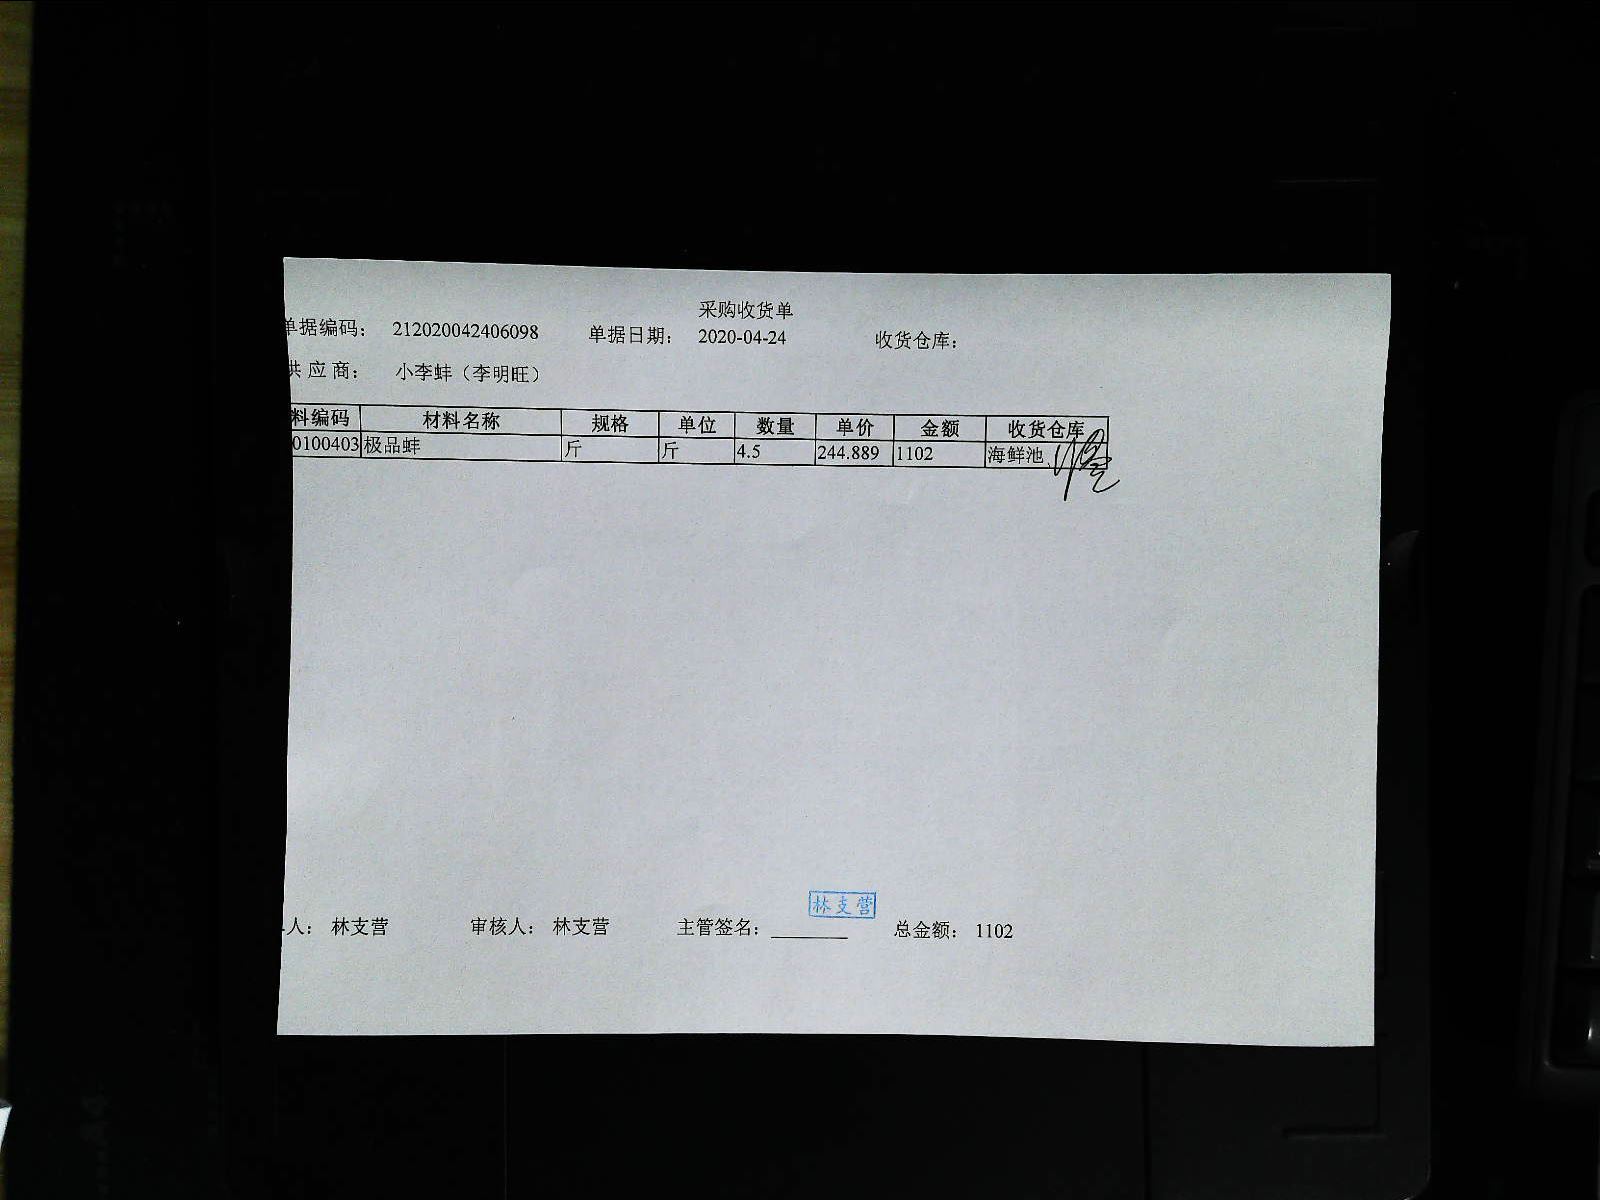 采购收货单
单据编码： 212020042406098 单据日期： 2020-04-24 收货仓库：
供 应 商： 小李蚌（李明旺）
料编码 材料名称 规格 单位 数量 单价 金额 收货仓库
0100403 极品蚌 斤 斤 4.5 244.889 1102 海鲜池
林支营
人： 林支营 审核人： 林支营 主管签名： 总金额： 1102